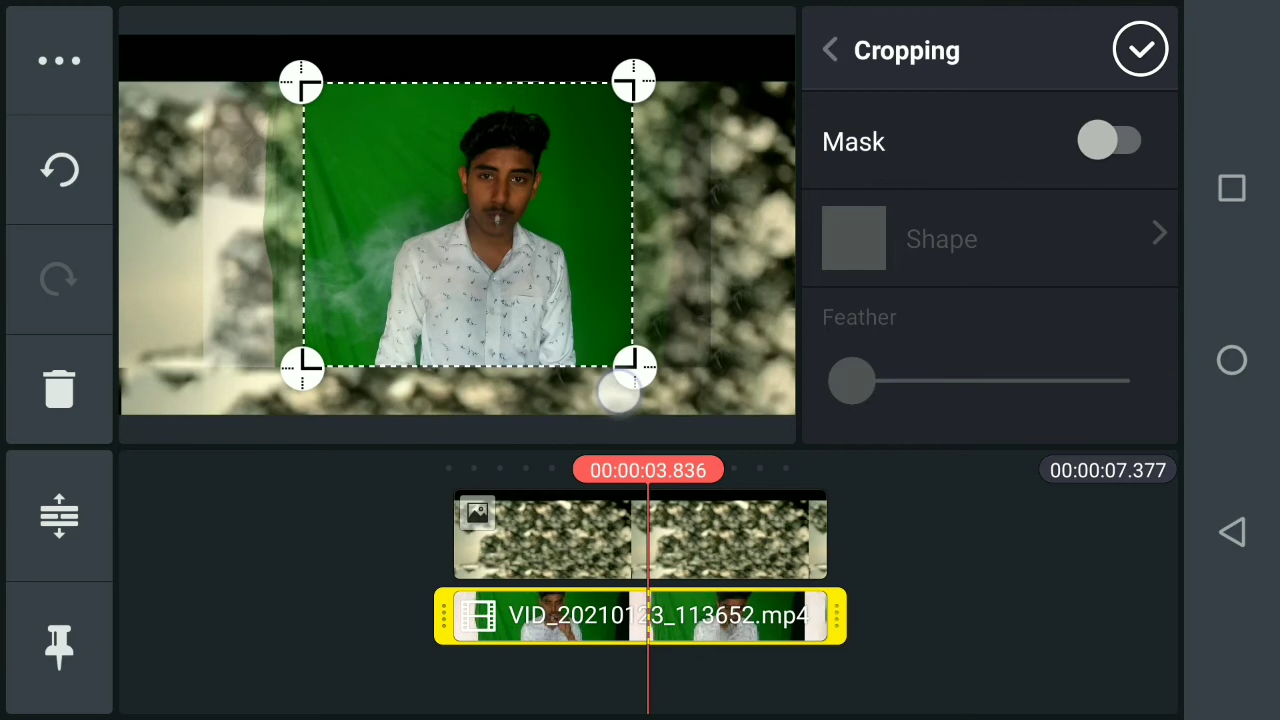 Cropping
Mask
Shape
Feather
00:00:03.836
00:00:07.377
VID_20210123_113652.mp4